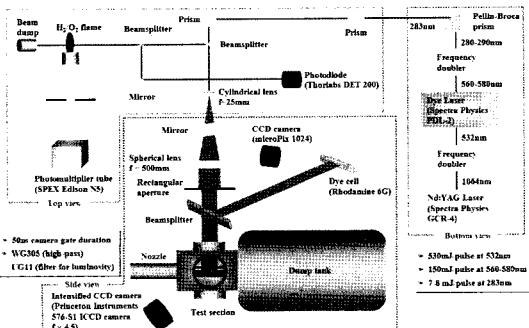 Beam
dump
H₂O₂ flame
Beamsplitter
Prism
Prism
Beamsplitter
Photodiode
(Thorlabs DET 200)
Mirror
Cylindrical lens
f- 25mm
Photomultiplier tube
(SPEX Edison N5)
Top view
Mirror
CCD camera
(microPix 1024)
Spherical lens
f ~ 500mm
Rectangular
aperture
Dye cell
(Rhodamine 6G)
Beamsplitter
50ns camera gate duration
WG305 (high-pass)
UG11 (filter for luminosity)
Nozzle
Dump tank
Side view
Intensified CCD camera
(Princeton Instruments
576-S1 ICCD camera
f ~ 4.5)
Test section
283nm
Pellin-Broca
prism
280-290nm
Frequency
doubler
560-580nm
Dye Laser
(Spectra Physics
PDL-2)
532nm
Frequency
doubler
1064nm
Nd:YAG Laser
(Spectra Physics
GCR-4)
Bottom view
530mJ pulse at 532nm
150mJ pulse at 560-580nm
7-8 mJ pulse at 283nm